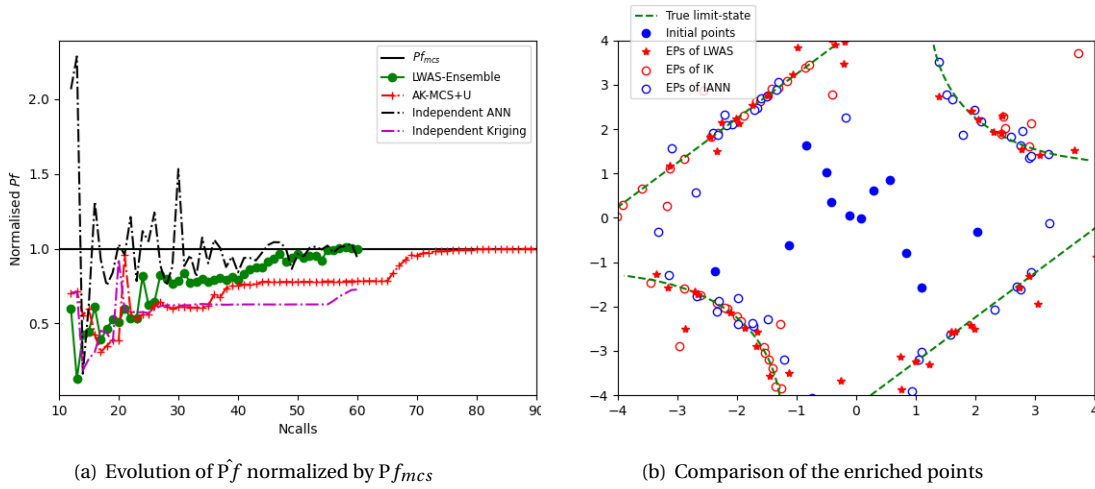 2.0
1.5
1.0
0.5
10
20
30
40
50
60
70
80
90
Normalised Pf
Ncalls
Pf_mcs
LWAS-Ensemble
AK-MCS+U
Independent ANN
Independent Kriging
(a) Evolution of P̂f normalized by Pf_mcs
True limit-state
Initial points
EPs of LWAS
EPs of IK
EPs of IANN
4
3
2
1
0
−1
−2
−3
−4
−4
−3
−2
−1
0
1
2
3
4
(b) Comparison of the enriched points